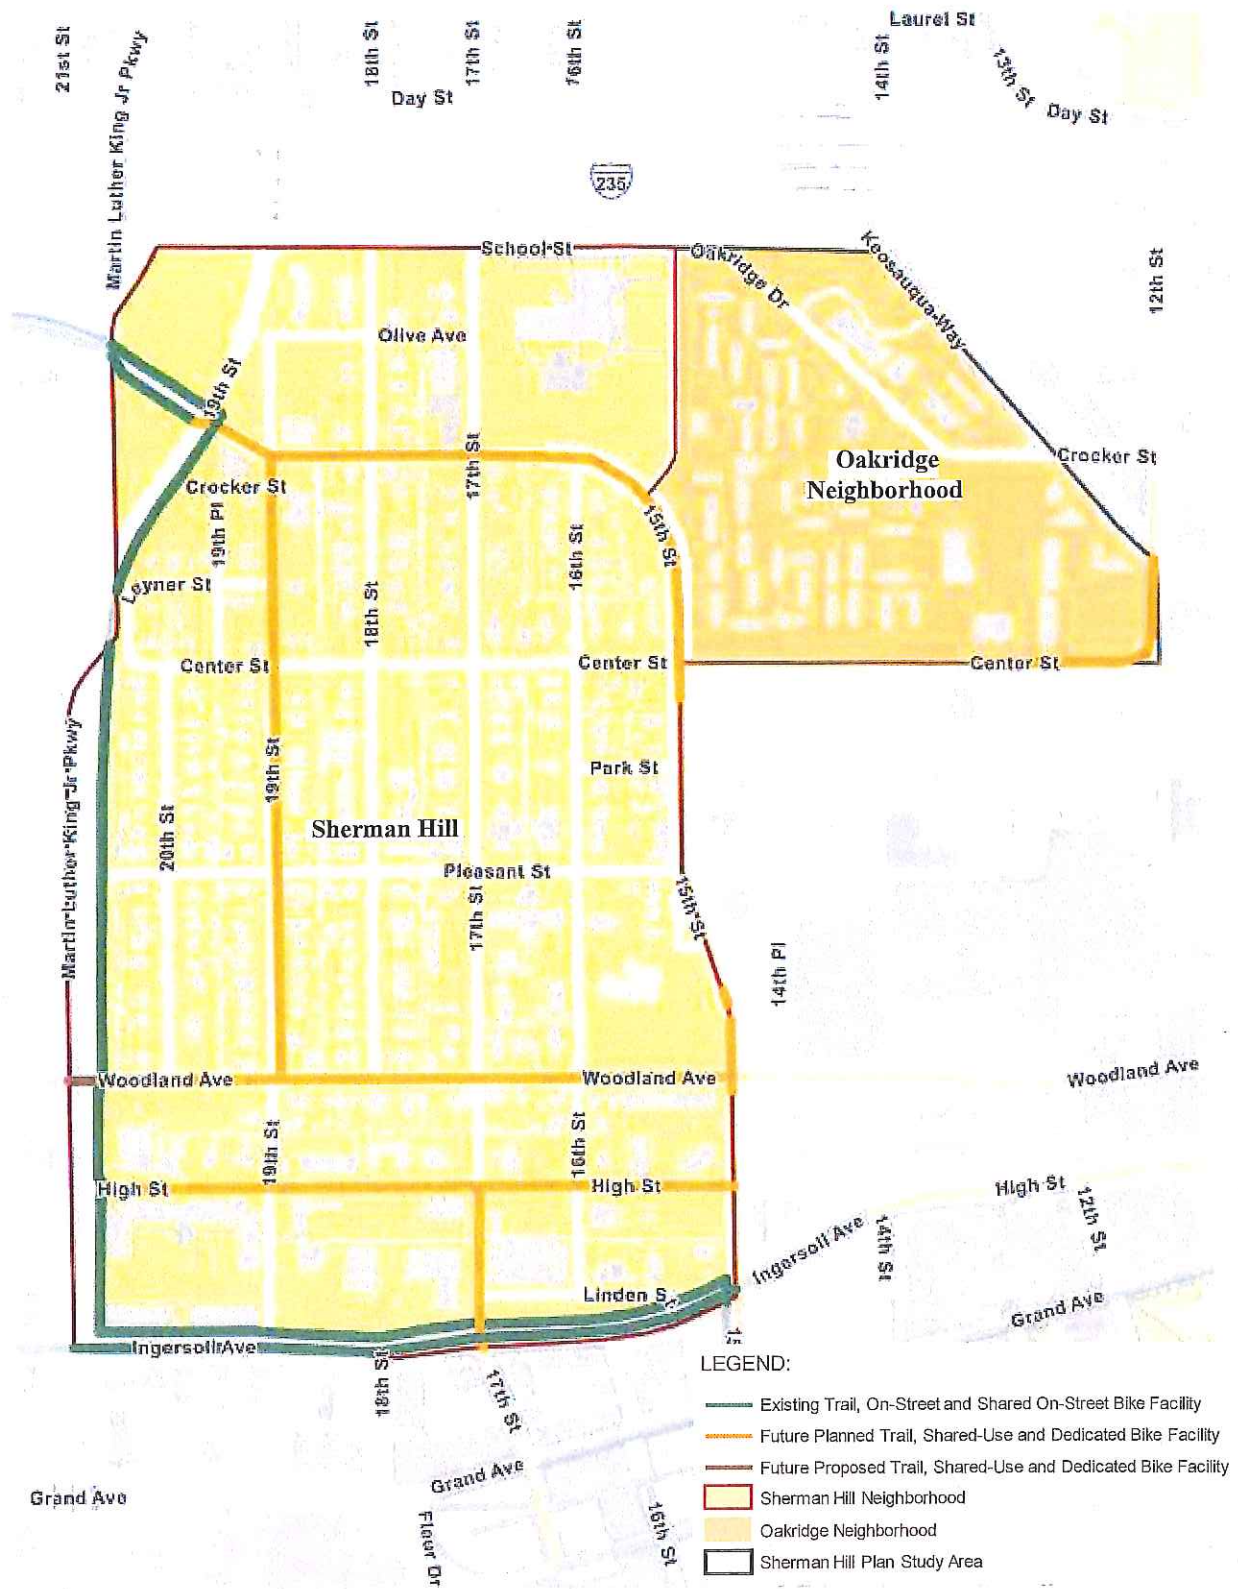 Laurel St
21st St
Martin Luther King Jr Pkwy
18th St
17th St
16th St
14th St
13th St
Day St
Day St
235
School St
Oakridge Dr
Keosauqua Way
12th St
Olive Ave
19th St
17th St
Oakridge
Neighborhood
Crocker St
Crocker St
19th Pl
15th St
16th St
Leyner St
18th St
Center St
Center St
Center St
Martin Luther King Jr Pkwy
19th St
Park St
20th St
Sherman Hill
Pleasant St
17th St
15th St
14th Pl
Woodland Ave
Woodland Ave
Woodland Ave
19th St
16th St
High St
High St
High St
12th St
Ingersoll Ave
14th St
Linden S
Grand Ave
15
Ingersoll Ave
18th St
17th St
LEGEND:
Existing Trail, On-Street and Shared On-Street Bike Facility
Future Planned Trail, Shared-Use and Dedicated Bike Facility
Future Proposed Trail, Shared-Use and Dedicated Bike Facility
Sherman Hill Neighborhood
Oakridge Neighborhood
Sherman Hill Plan Study Area
Grand Ave
Grand Ave
Fleur Dr
16th St